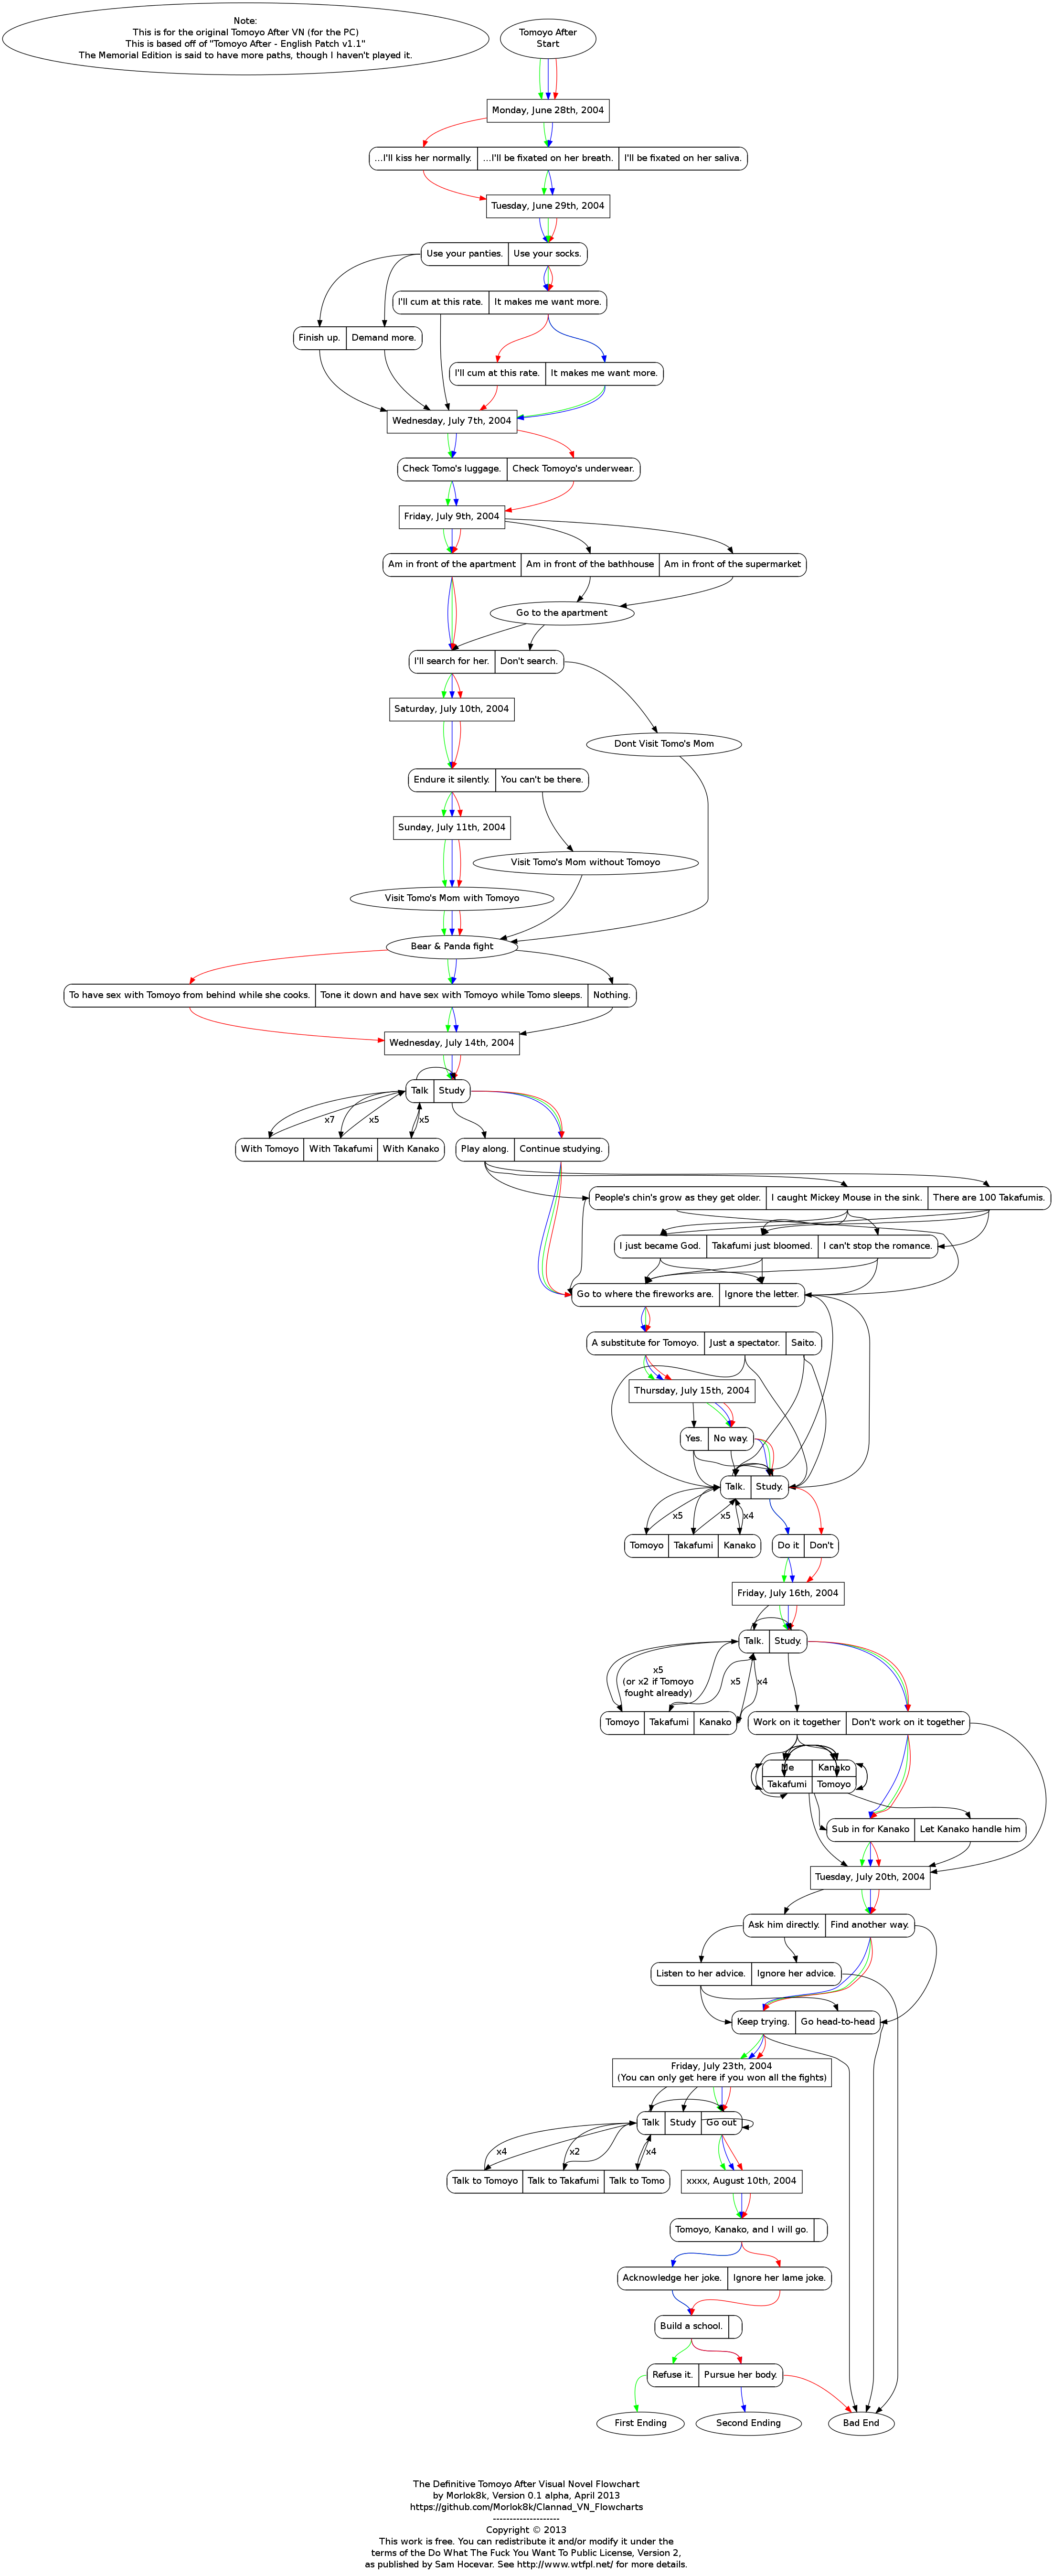 Note:
This is for the original Tomoyo After VN (for the PC)
This is based off of "Tomoyo After - English Patch v1.1"
The Memorial Edition is said to have more paths, though I haven't played it.
Tomoyo After
Start
Monday, June 28th, 2004
...I'll kiss her normally. ...I'll be fixated on her breath. I'll be fixated on her saliva.
Tuesday, June 29th, 2004
Use your panties. Use your socks.
I'll cum at this rate. It makes me want more.
Finish up. Demand more.
I'll cum at this rate. It makes me want more.
Wednesday, July 7th, 2004
Check Tomo's luggage. Check Tomoyo's underwear.
Friday, July 9th, 2004
Am in front of the apartment Am in front of the bathhouse Am in front of the supermarket
Go to the apartment
I'll search for her. Don't search.
Saturday, July 10th, 2004
Dont Visit Tomo's Mom
Endure it silently. You can't be there.
Sunday, July 11th, 2004
Visit Tomo's Mom without Tomoyo
Visit Tomo's Mom with Tomoyo
Bear & Panda fight
To have sex with Tomoyo from behind while she cooks. Tone it down and have sex with Tomoyo while Tomo sleeps. Nothing.
Wednesday, July 14th, 2004
Talk Study
x7 x5 x5
With Tomoyo With Takafumi With Kanako
Play along. Continue studying.
People's chin's grow as they get older. I caught Mickey Mouse in the sink. There are 100 Takafumis.
I just became God. Takafumi just bloomed. I can't stop the romance.
Go to where the fireworks are. Ignore the letter.
A substitute for Tomoyo. Just a spectator. Saito.
Thursday, July 15th, 2004
Yes. No way.
Talk. Study.
x5 x5 x4
Tomoyo Takafumi Kanako
Do it Don't
Friday, July 16th, 2004
Talk. Study.
x5
(or x2 if Tomoyo
fought already)
x5 x4
Tomoyo Takafumi Kanako
Work on it together Don't work on it together
Me Kanako
Takafumi Tomoyo
Sub in for Kanako Let Kanako handle him
Tuesday, July 20th, 2004
Ask him directly. Find another way.
Listen to her advice. Ignore her advice.
Keep trying. Go head-to-head
Friday, July 23th, 2004
(You can only get here if you won all the fights)
Talk Study Go out
x4 x2 x4
Talk to Tomoyo Talk to Takafumi Talk to Tomo
xxxx, August 10th, 2004
Tomoyo, Kanako, and I will go.
Acknowledge her joke. Ignore her lame joke.
Build a school.
Refuse it. Pursue her body.
First Ending
Second Ending
Bad End
The Definitive Tomoyo After Visual Novel Flowchart
by Morlok8k, Version 0.1 alpha, April 2013
https://github.com/Morlok8k/Clannad_VN_Flowcharts
--------------------
Copyright © 2013
This work is free. You can redistribute it and/or modify it under the
terms of the Do What The Fuck You Want To Public License, Version 2,
as published by Sam Hocevar. See http://www.wtfpl.net/ for more details.